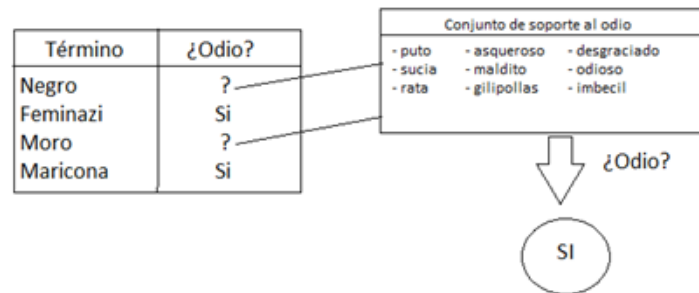 Término ¿Odio?
Negro ?
Feminazi Si
Moro ?
Maricona Si
Conjunto de soporte al odio
- puto - asqueroso - desgraciado
- sucia - maldito - odioso
- rata - gilipollas - imbecil
¿Odio?
SI